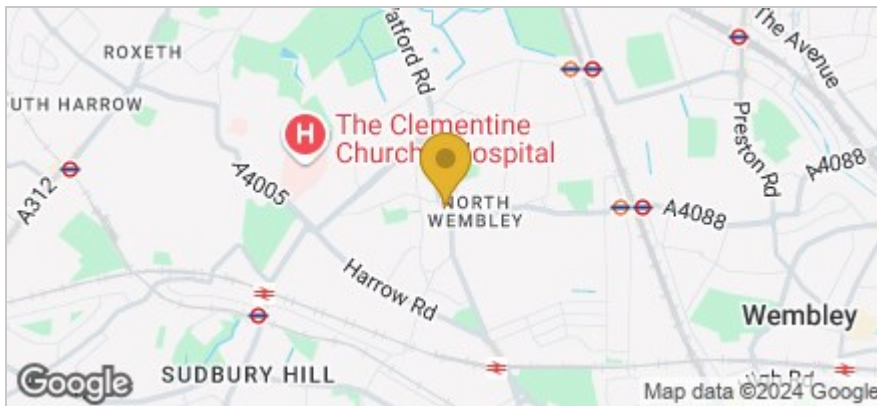 ROXETH
UTH HARROW
A312
A4005
atford Rd
H
The Clementine
Church
Hospital
NORTH
WEMBLEY
A4088
The Avenue
Preston Rd
A4088
Harrow Rd
Wembley
SUDBURY HILL
Rd
Google
Map data ©2024 Google